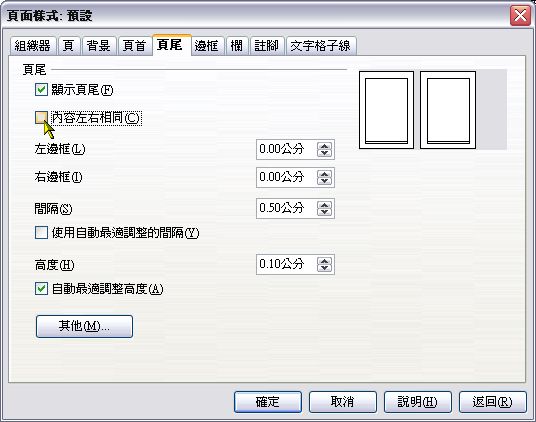 頁面樣式: 預設
組織器 頁 背景 頁首 頁尾 邊框 欄 註腳 文字格子線
頁尾
顯示頁尾(F)
內容左右相同(C)
左邊框(L) 0.00公分
右邊框(I) 0.00公分
間隔(S) 0.50公分
使用自動最適調整的間隔(Y)
高度(H) 0.10公分
自動最適調整高度(A)
其他(M)...
確定 取消 說明(H) 返回(R)